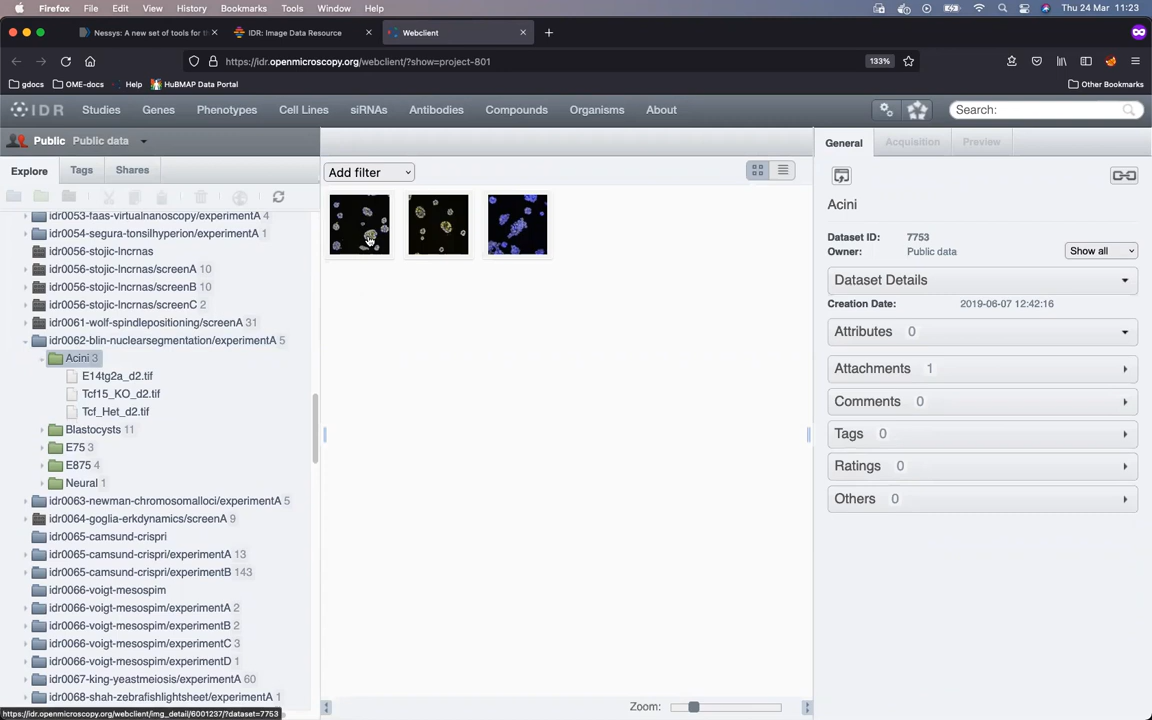 Firefox File Edit View History Bookmarks Tools Window Help
Thu 24 Mar 11:23
Nessys: A new set of tools for th
IDR: Image Data Resource
Webclient
https://idr.openmicroscopy.org/webclient/?show=project-801
133%
gdocs OME-docs Help HuBMAP Data Portal
Other Bookmarks
IDR Studies Genes Phenotypes Cell Lines siRNAs Antibodies Compounds Organisms About
Search:
Public Public data
General Acquisition Preview
Explore Tags Shares
Add filter
idr0053-faas-virtualnanoscopy/experimentA 4
idr0054-segura-tonsilhyperion/experimentA 1
idr0056-stojic-lncrnas
idr0056-stojic-lncrnas/screenA 10
idr0056-stojic-lncrnas/screenB 10
idr0056-stojic-lncrnas/screenC 2
idr0061-wolf-spindlepositioning/screenA 31
idr0062-blin-nuclearsegmentation/experimentA 5
Acini 3
E14tg2a_d2.tif
Tcf15_KO_d2.tif
Tcf_Het_d2.tif
Blastocysts 11
E75 3
E875 4
Neural 1
idr0063-newman-chromosomalloci/experimentA 5
idr0064-goglia-erkdynamics/screenA 9
idr0065-camsund-crispri
idr0065-camsund-crispri/experimentA 13
idr0065-camsund-crispri/experimentB 143
idr0066-voigt-mesospim
idr0066-voigt-mesospim/experimentA 2
idr0066-voigt-mesospim/experimentB 2
idr0066-voigt-mesospim/experimentC 3
idr0066-voigt-mesospim/experimentD 1
idr0067-king-yeastmeiosis/experimentA 60
idr0068-shah-zebrafishlightsheet/experimentA 1
https://idr.openmicroscopy.org/webclient/img_detail/6001237/?dataset=7753
Zoom:
Acini
Dataset ID: 7753
Owner: Public data
Show all
Dataset Details
Creation Date: 2019-06-07 12:42:16
Attributes 0
Attachments 1
Comments 0
Tags 0
Ratings 0
Others 0